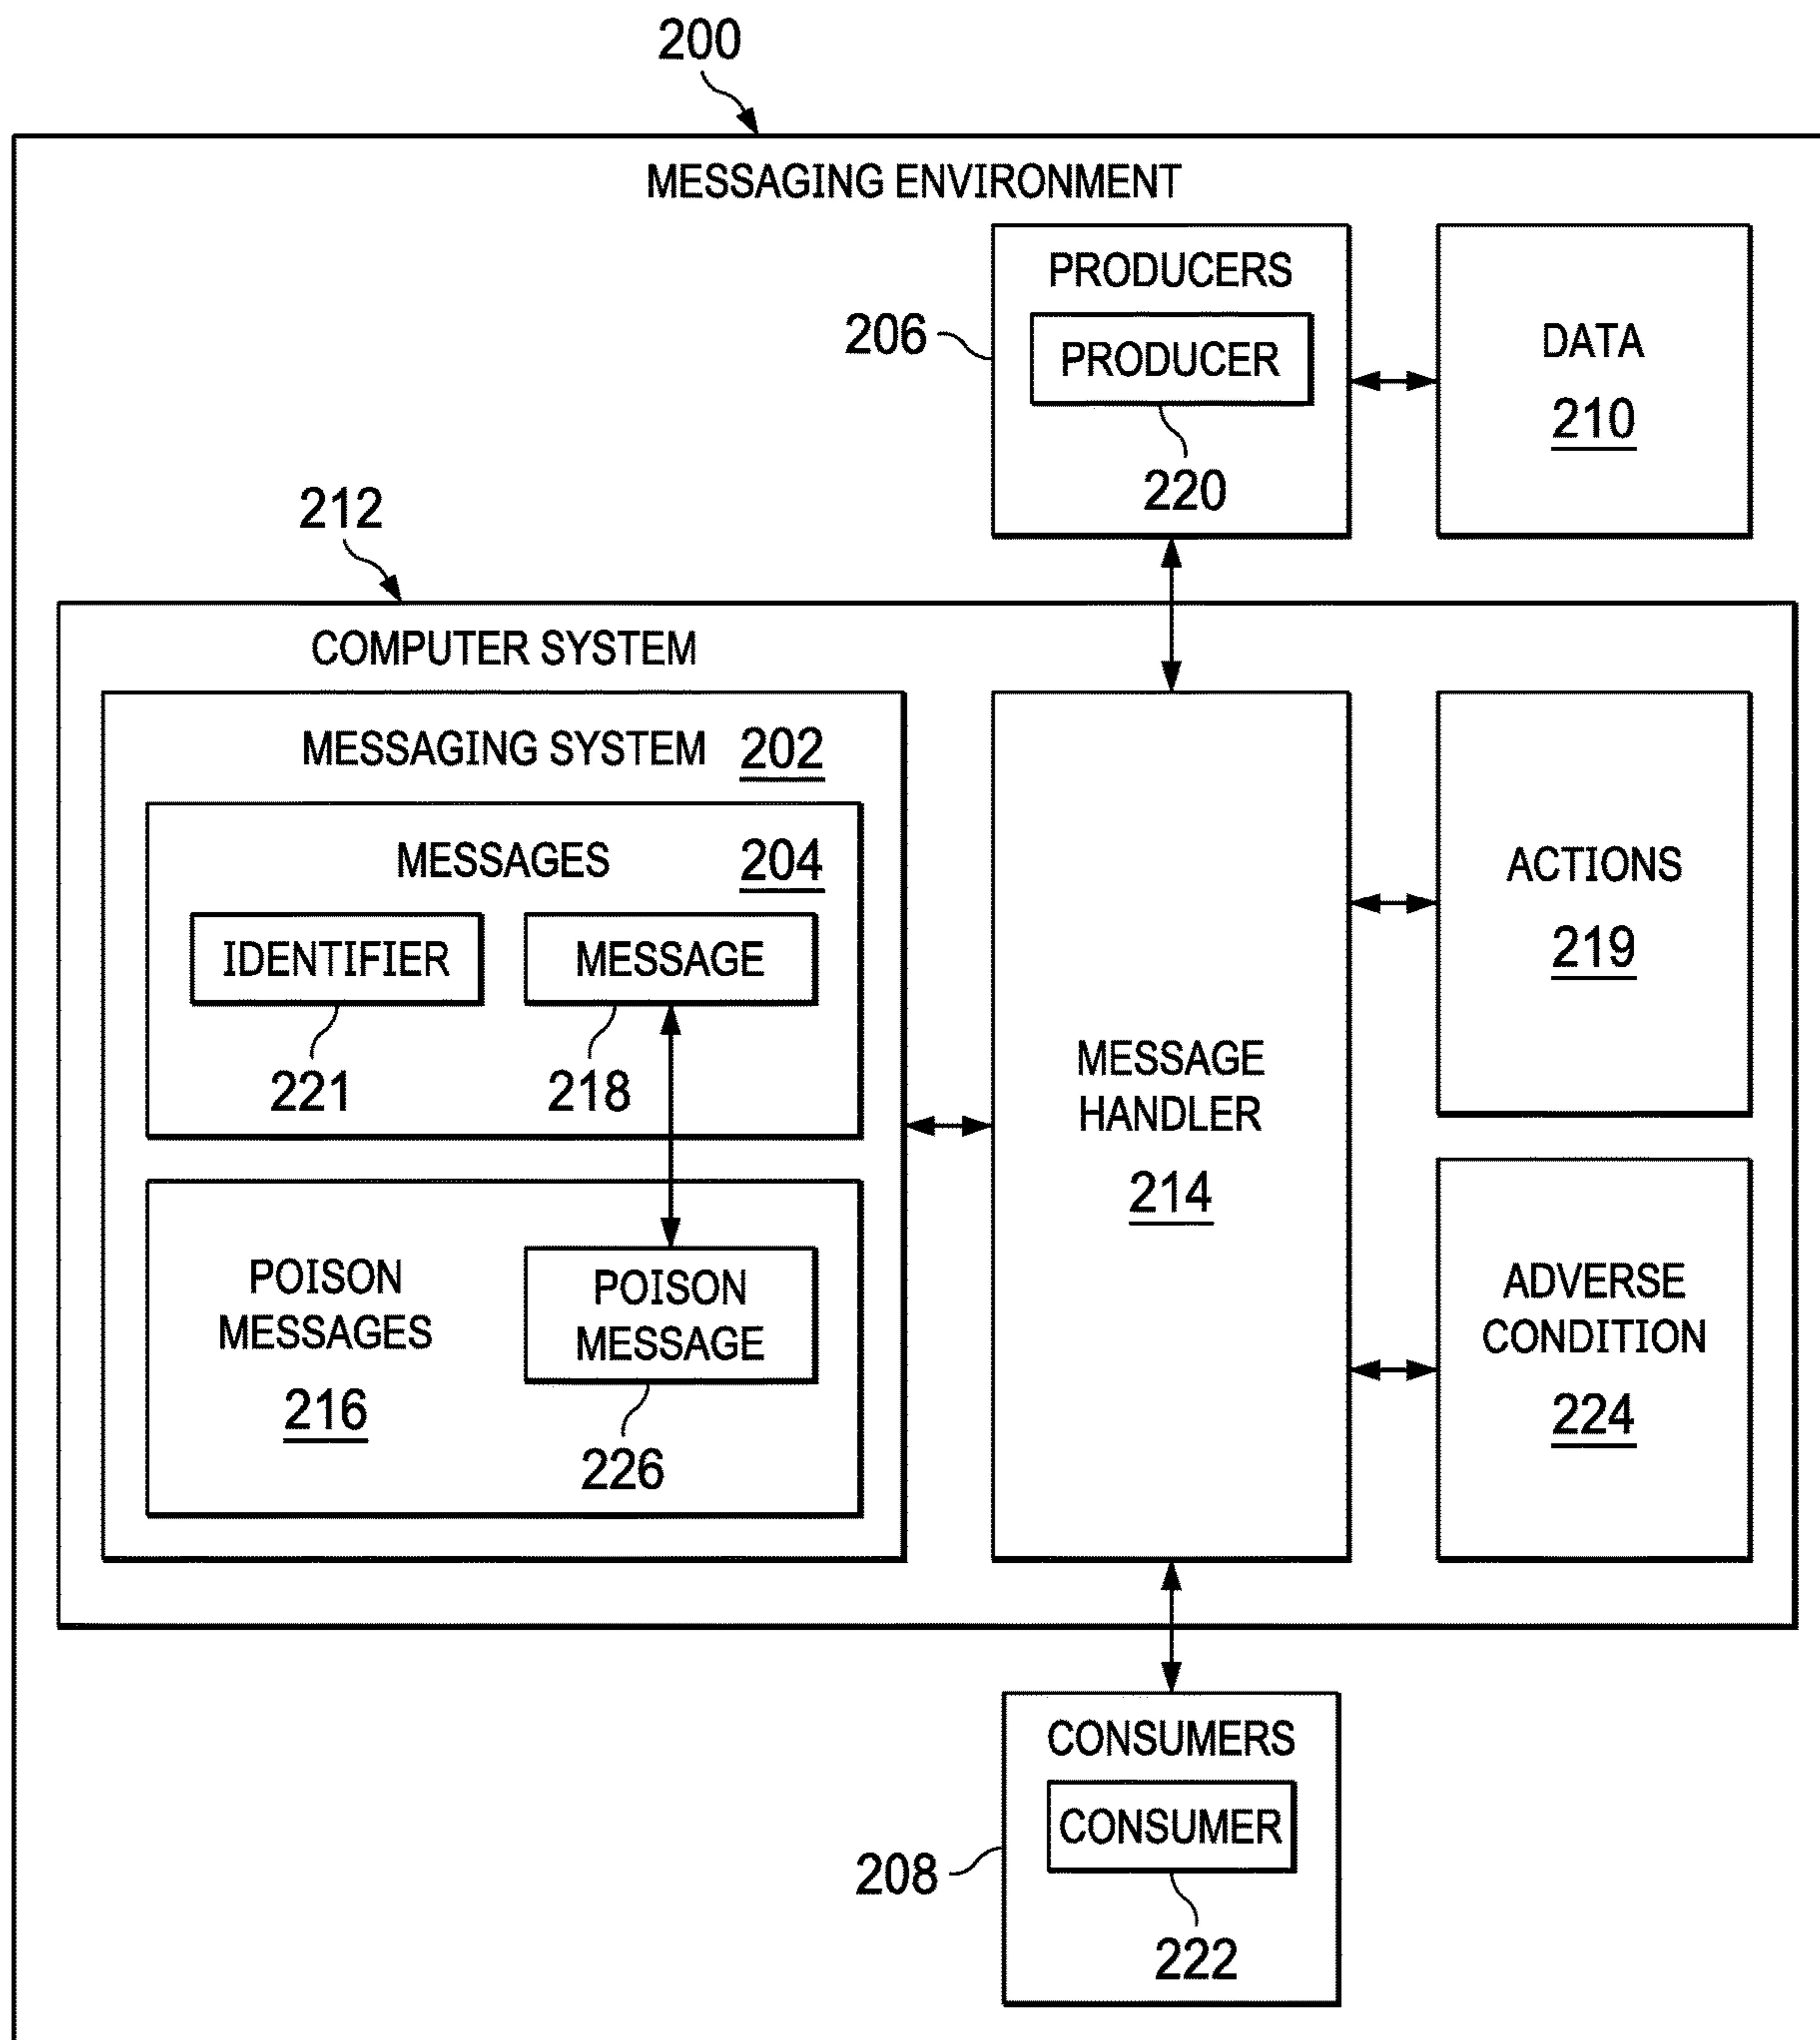 200
MESSAGING ENVIRONMENT
PRODUCERS
206
PRODUCER
220
DATA
210
212
COMPUTER SYSTEM
MESSAGING SYSTEM 202
MESSAGES 204
IDENTIFIER
MESSAGE
221
218
POISON
MESSAGES
216
POISON
MESSAGE
226
MESSAGE
HANDLER
214
ACTIONS
219
ADVERSE
CONDITION
224
CONSUMERS
CONSUMER
208
222